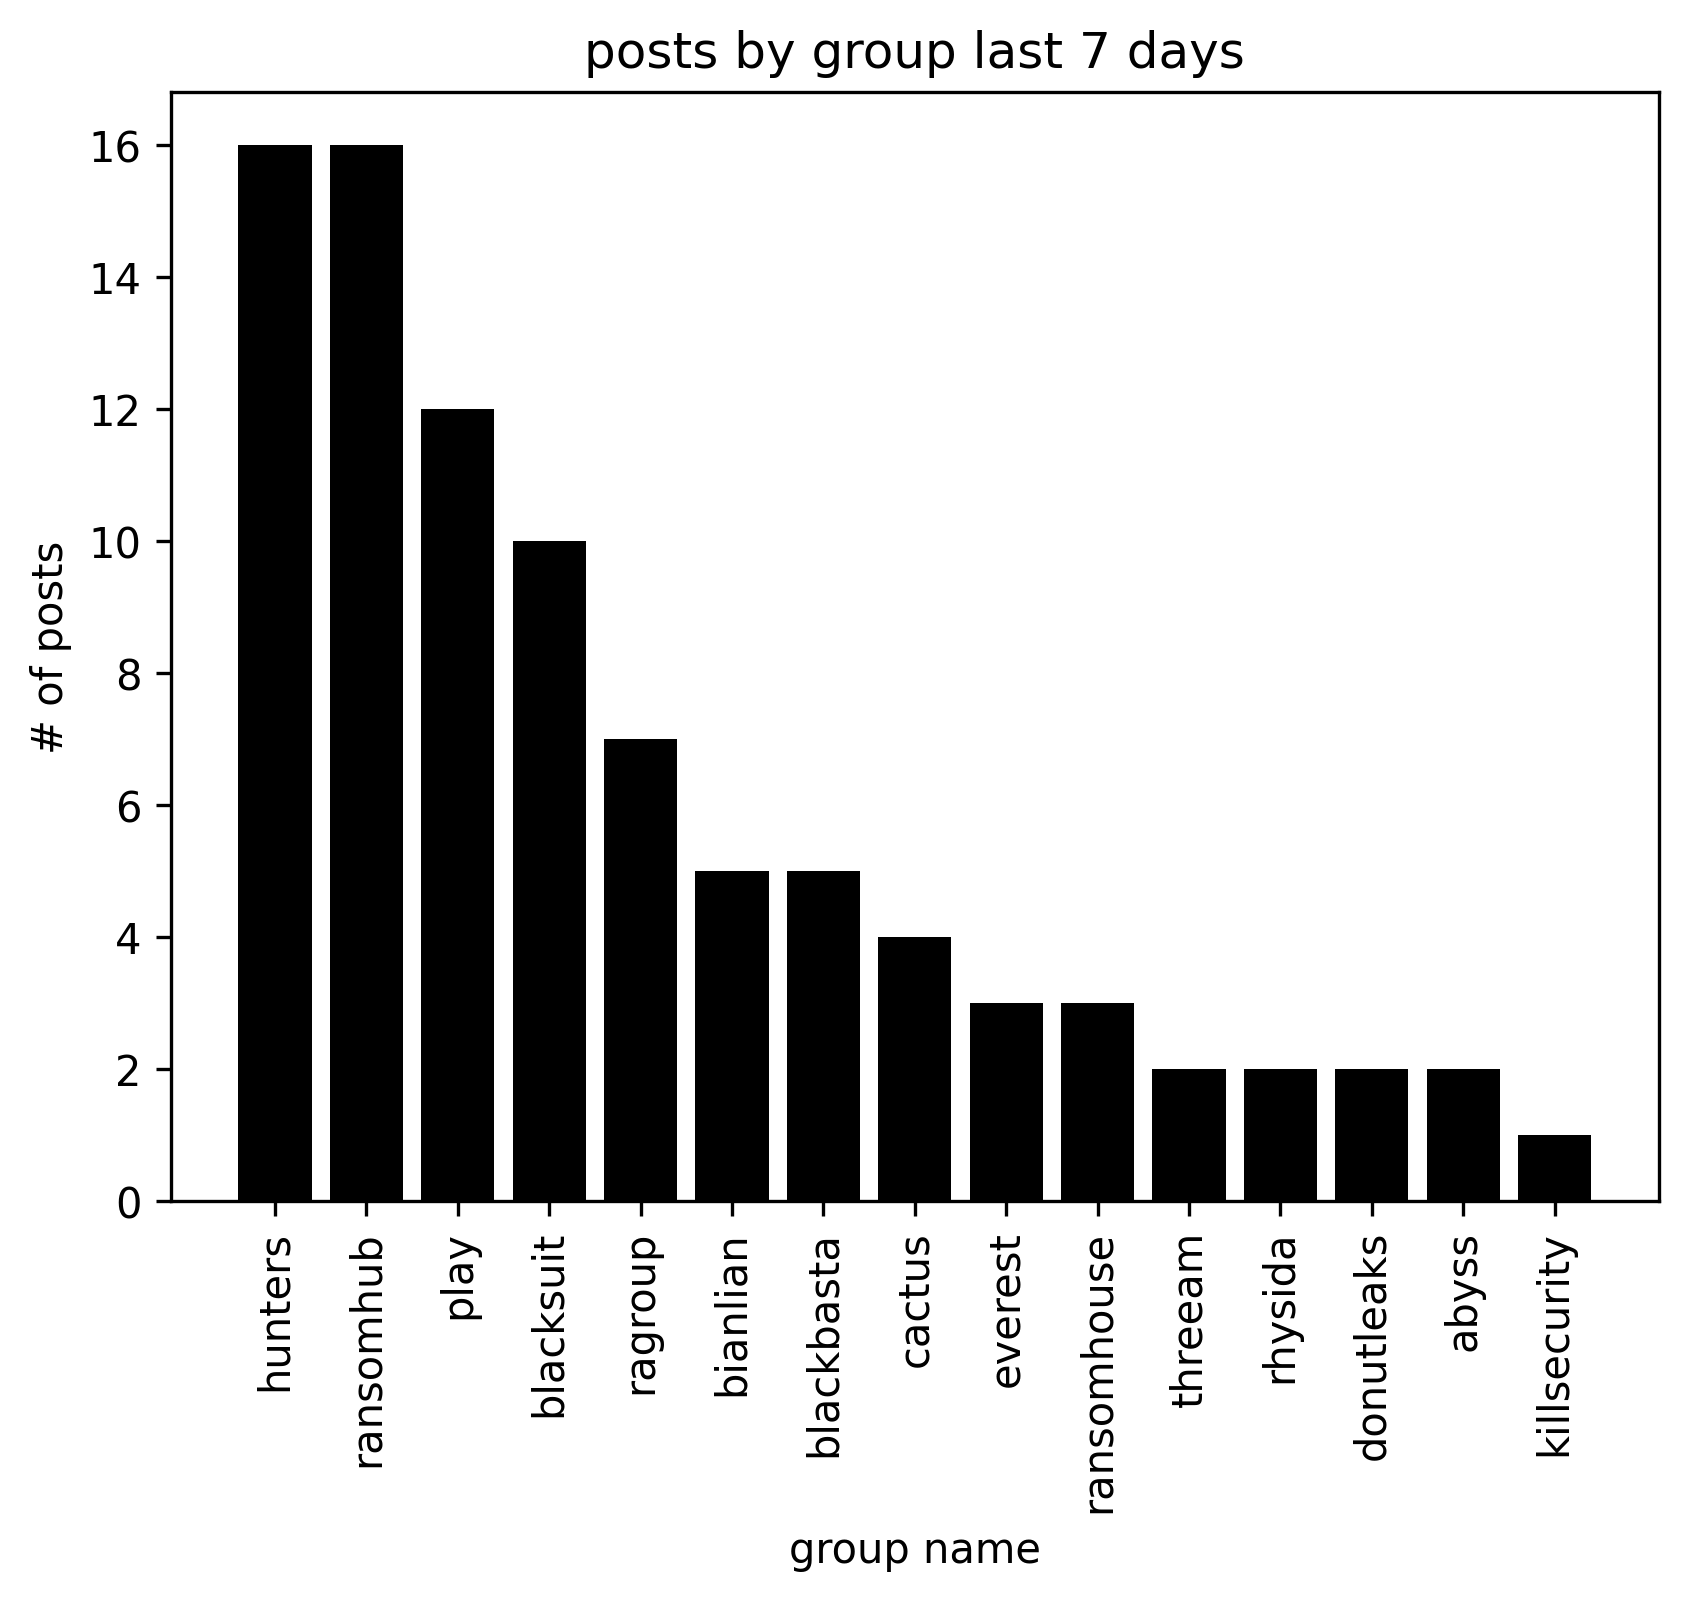 posts by group last 7 days
# of posts
16
14
12
10
8
6
4
2
0
hunters
ransomhub
play
blacksuit
ragroup
bianlian
blackbasta
cactus
everest
ransomhouse
threeam
rhysida
donutleaks
abyss
killsecurity
group name